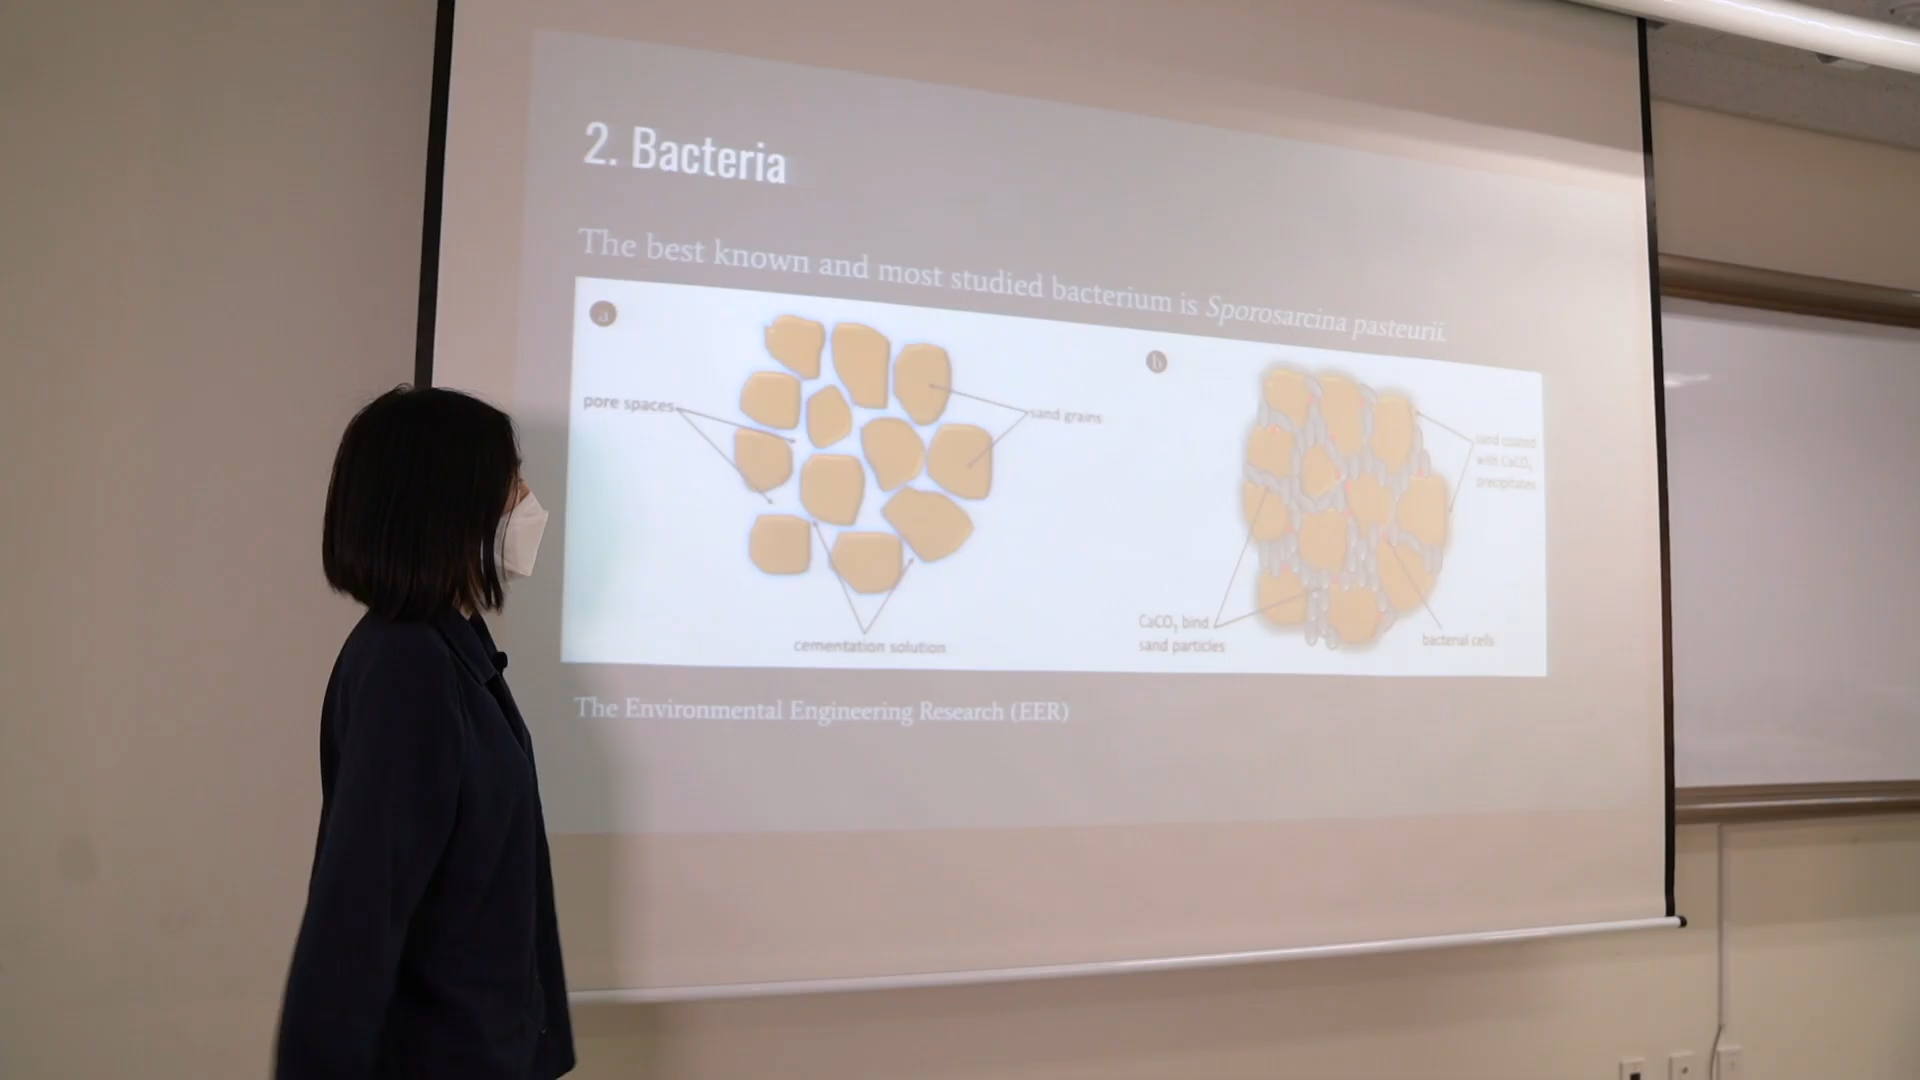 2. Bacteria
The best known and most studied bacterium is Sporosarcina pasteurii.
a
pore spaces
sand grains
cementation solution
b
sand coated
with CaCO₃
precipitates
CaCO₃ bind
sand particles
bacterial cells
The Environmental Engineering Research (EER)